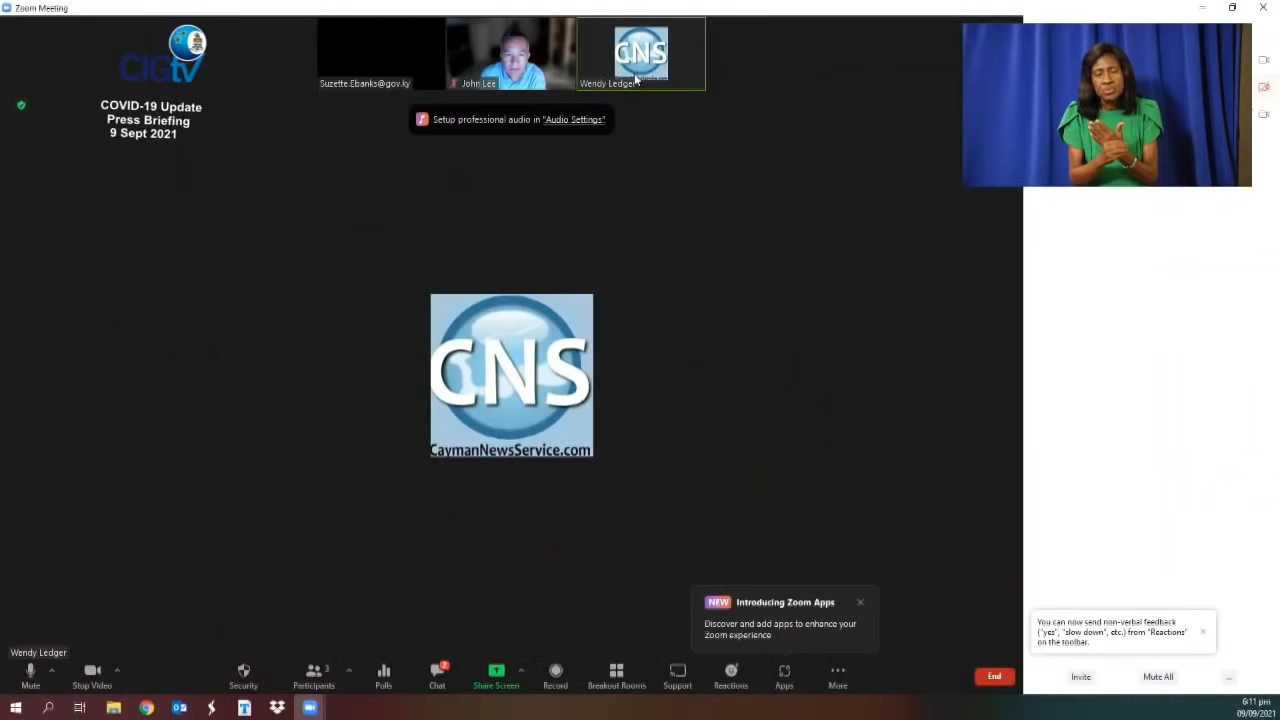 Zoom Meeting
CIGtv
COVID-19 Update
Press Briefing
9 Sept 2021
Suzette.Ebanks@gov.ky
John Lee
CNS
Wendy Ledger
Setup professional audio in "Audio Settings"
CNS
CaymanNewsService.com
NEW Introducing Zoom Apps
Discover and add apps to enhance your
Zoom experience
You can now send non-verbal feedback
("yes", "slow down", etc.) from "Reactions"
on the toolbar.
Wendy Ledger
Mute
Stop Video
Security
Participants
3
Polls
Chat
2
Share Screen
Record
Breakout Rooms
Support
Reactions
Apps
More
End
Invite
Mute All
...
6:11 pm
09/09/2021